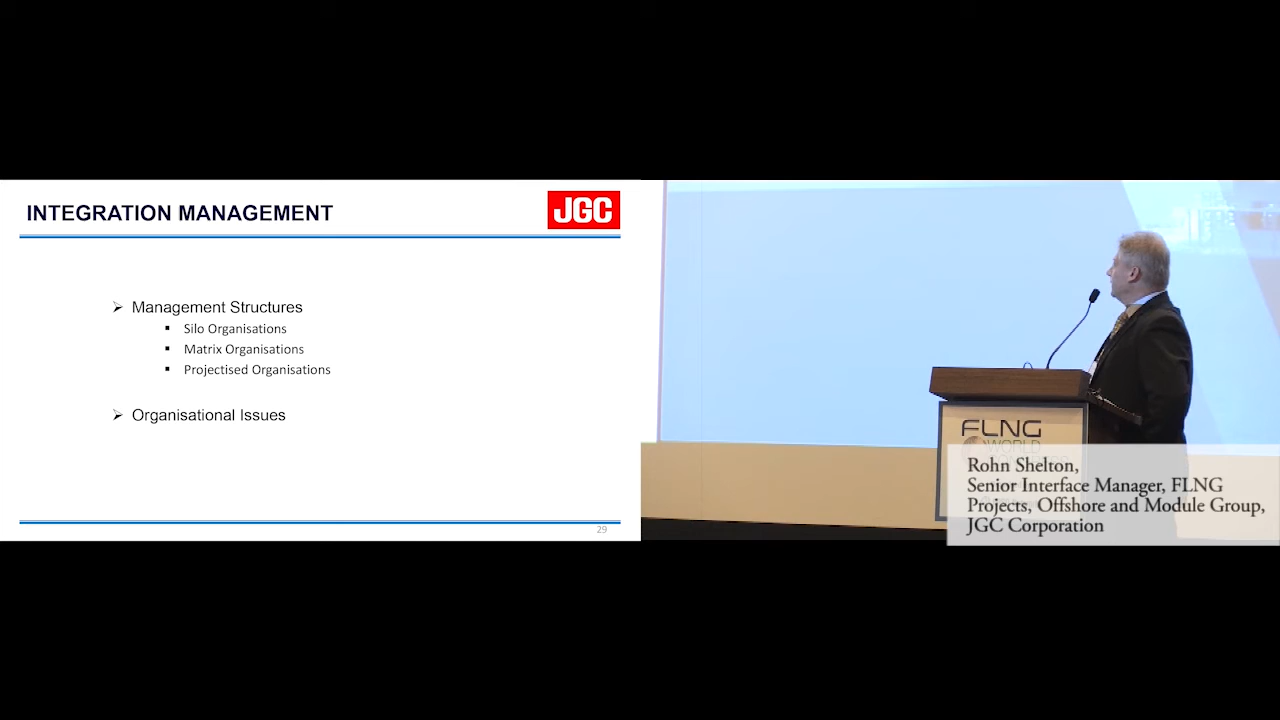 INTEGRATION MANAGEMENT
JGC
Management Structures
Silo Organisations
Matrix Organisations
Projectised Organisations
Organisational Issues
29
FLNG
WORLD
Rohn Shelton,
Senior Interface Manager, FLNG
Projects, Offshore and Module Group,
JGC Corporation